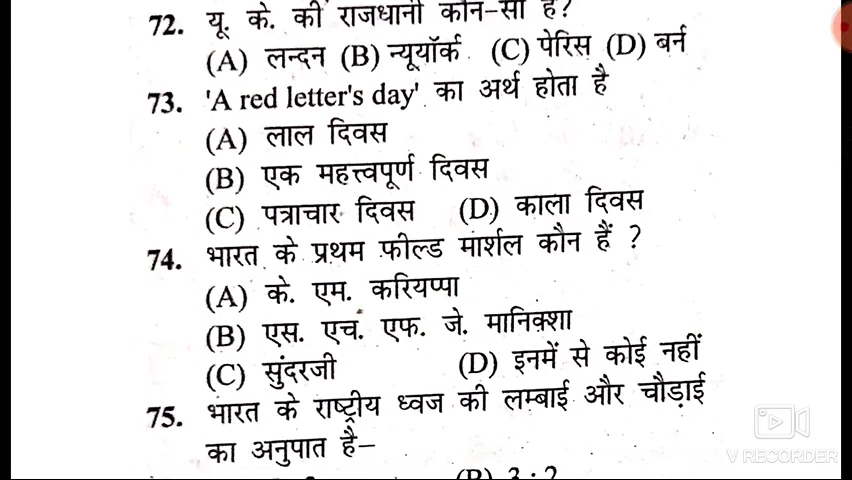 72. यू. के. की राजधानी कौन-सी है?
(A) लन्दन (B) न्यूयॉर्क (C) पेरिस (D) बर्न
73. 'A red letter's day' का अर्थ होता है
(A) लाल दिवस
(B) एक महत्त्वपूर्ण दिवस
(C) पत्राचार दिवस (D) काला दिवस
74. भारत के प्रथम फील्ड मार्शल कौन हैं ?
(A) के. एम. करियप्पा
(B) एस. एच. एफ. जे. मानिक्शा
(C) सुंदरजी (D) इनमें से कोई नहीं
75. भारत के राष्ट्रीय ध्वज की लम्बाई और चौड़ाई
का अनुपात है–
(B) 3 : 2
V RECORDER